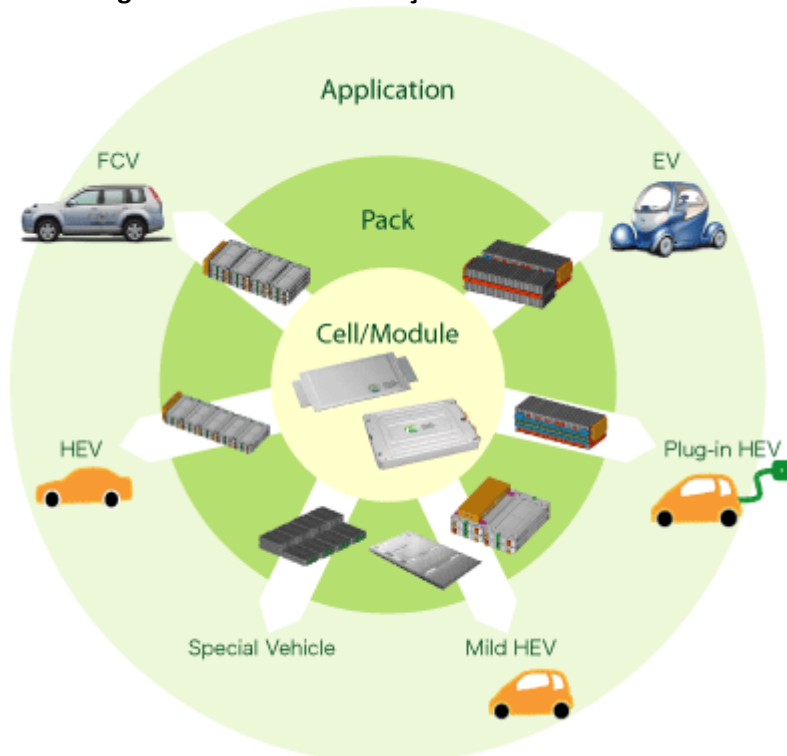 Application
FCV
EV
Pack
Cell/Module
HEV
Plug-in HEV
Special Vehicle
Mild HEV